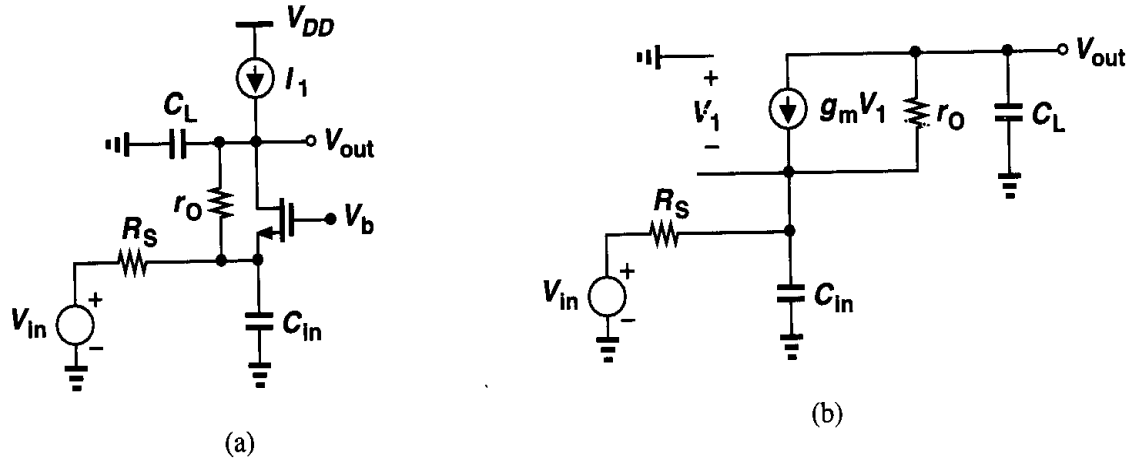 V_DD
I_1
C_L
V_out
r_O
V_b
R_S
+
V_in
−
C_in
(a)
V_out
+
V_1
−
g_mV_1
r_O
C_L
R_S
+
V_in
−
C_in
(b)